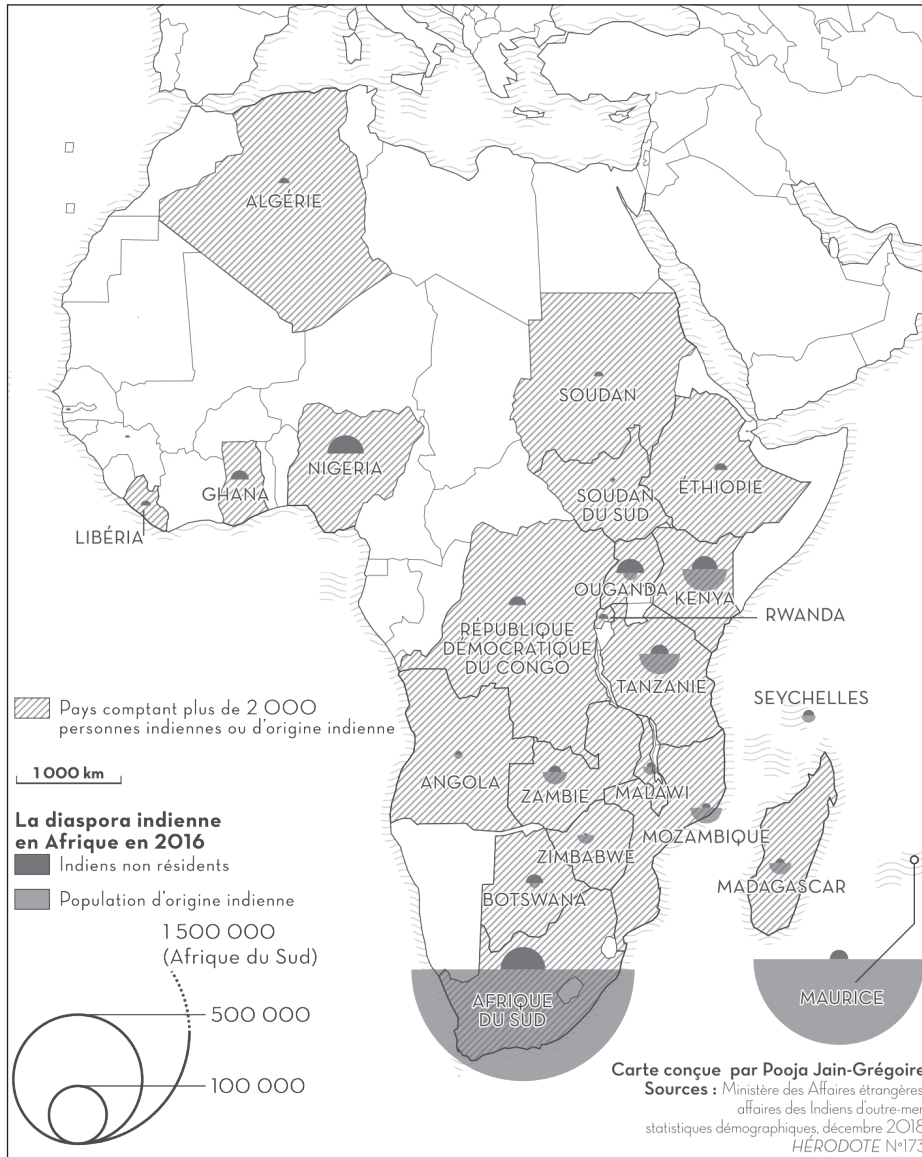 ALGÉRIE
SOUDAN
NIGERIA
GHANA
SOUDAN
DU SUD
ÉTHIOPIE
LIBÉRIA
OUGANDA
KENYA
RWANDA
RÉPUBLIQUE
DÉMOCRATIQUE
DU CONGO
TANZANIE
SEYCHELLES
Pays comptant plus de 2 000
personnes indiennes ou d'origine indienne
1 000 km
ANGOLA
ZAMBIE
MALAWI
MOZAMBIQUE
ZIMBABWE
MADAGASCAR
BOTSWANA
La diaspora indienne
en Afrique en 2016
Indiens non résidents
Population d'origine indienne
1 500 000
(Afrique du Sud)
500 000
100 000
AFRIQUE
DU SUD
MAURICE
Carte conçue par Pooja Jain-Grégoire
Sources : Ministère des Affaires étrangères
affaires des Indiens d'outre-mer
statistiques démographiques, décembre 2018
HÉRODOTE N°173